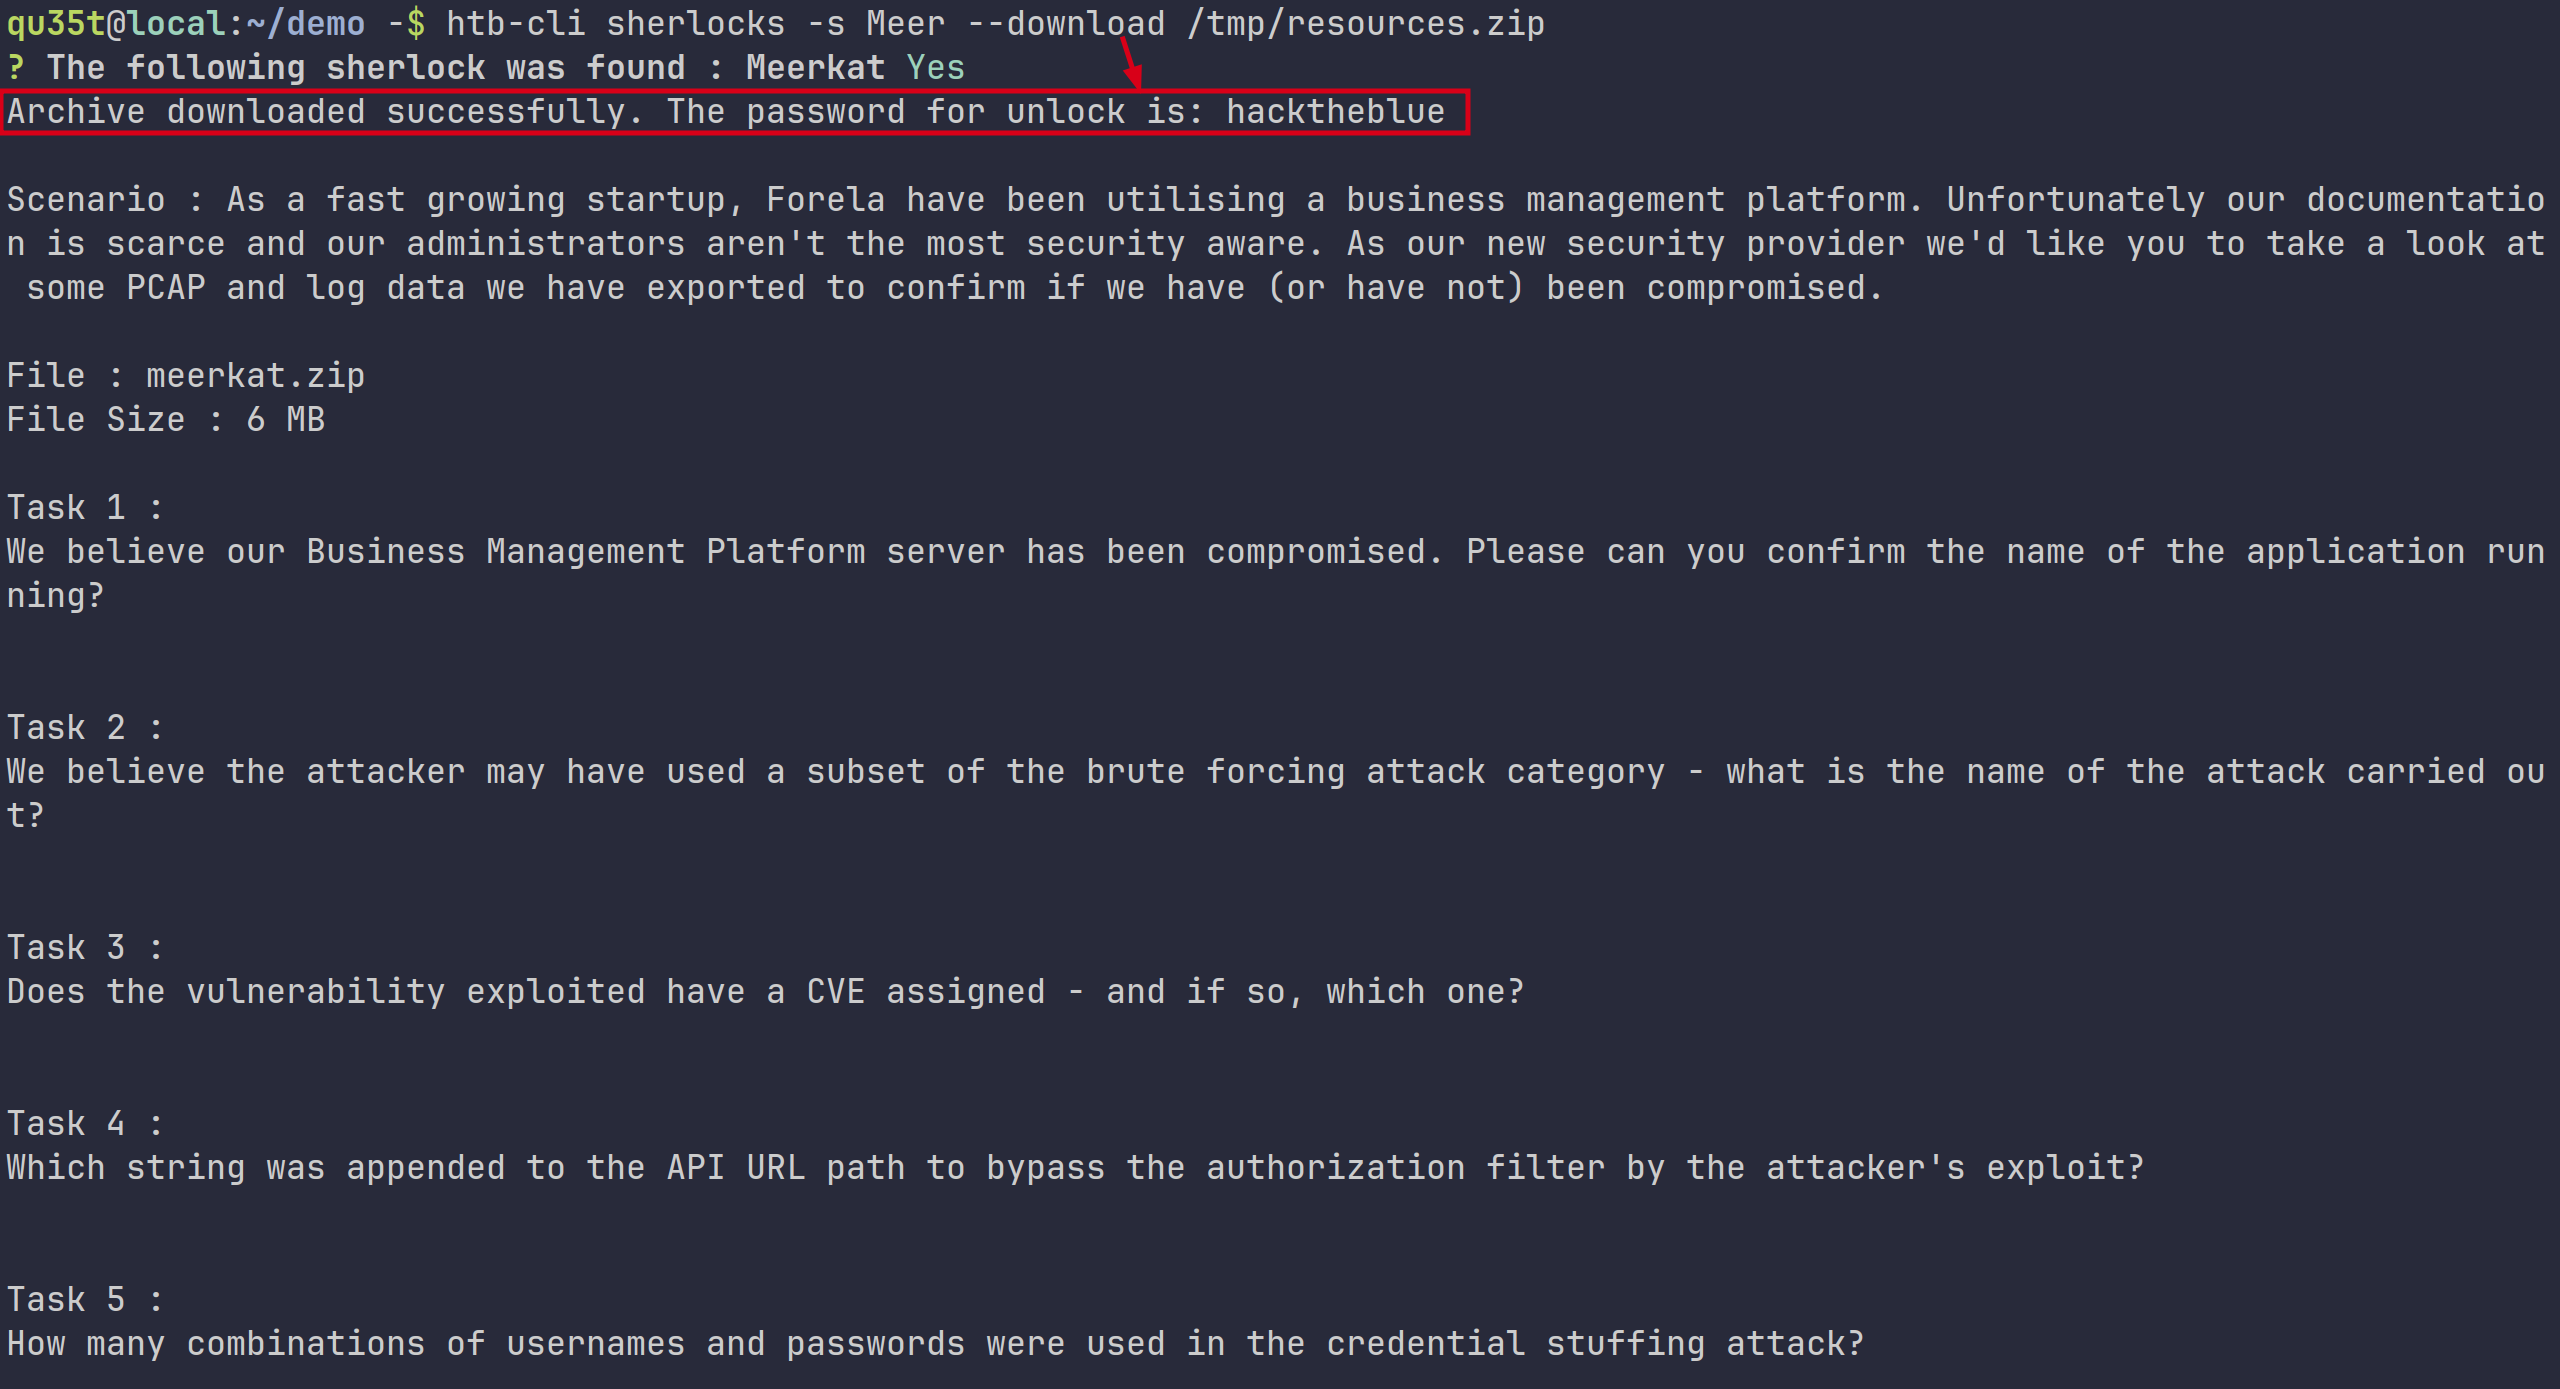 qu35t@local:~/demo -$ htb-cli sherlocks -s Meer --download /tmp/resources.zip
? The following sherlock was found : Meerkat Yes
Archive downloaded successfully. The password for unlock is: hacktheblue
Scenario : As a fast growing startup, Forela have been utilising a business management platform. Unfortunately our documentatio
n is scarce and our administrators aren't the most security aware. As our new security provider we'd like you to take a look at
some PCAP and log data we have exported to confirm if we have (or have not) been compromised.
File : meerkat.zip
File Size : 6 MB
Task 1 :
We believe our Business Management Platform server has been compromised. Please can you confirm the name of the application run
ning?
Task 2 :
We believe the attacker may have used a subset of the brute forcing attack category - what is the name of the attack carried ou
t?
Task 3 :
Does the vulnerability exploited have a CVE assigned - and if so, which one?
Task 4 :
Which string was appended to the API URL path to bypass the authorization filter by the attacker's exploit?
Task 5 :
How many combinations of usernames and passwords were used in the credential stuffing attack?